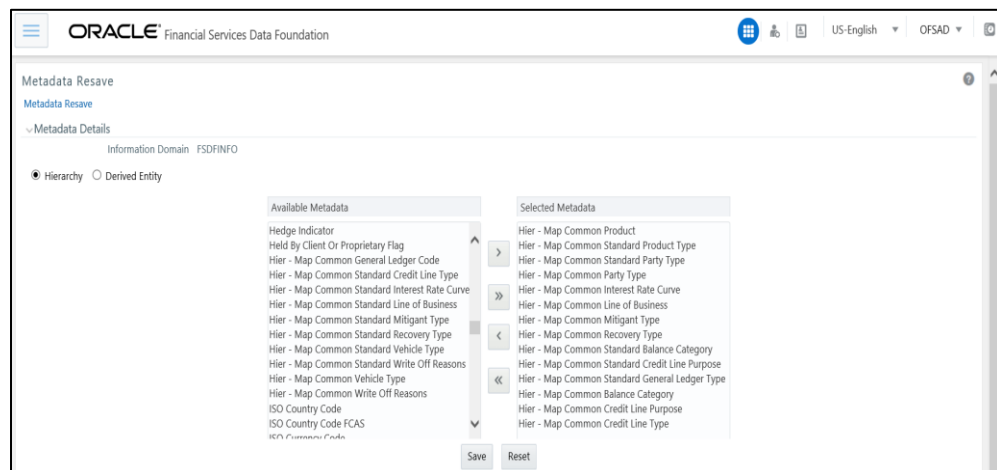 ORACLE® Financial Services Data Foundation
US-English
OFSAD
Metadata Resave
Metadata Resave
Metadata Details
Information Domain FSDFINFO
Hierarchy Derived Entity
Available Metadata
Hedge Indicator
Held By Client Or Proprietary Flag
Hier - Map Common General Ledger Code
Hier - Map Common Standard Credit Line Type
Hier - Map Common Standard Interest Rate Curve
Hier - Map Common Standard Line of Business
Hier - Map Common Standard Mitigant Type
Hier - Map Common Standard Recovery Type
Hier - Map Common Standard Vehicle Type
Hier - Map Common Standard Write Off Reasons
Hier - Map Common Vehicle Type
Hier - Map Common Write Off Reasons
ISO Country Code
ISO Country Code FCAS
ISO Currency Code
Selected Metadata
Hier - Map Common Product
Hier - Map Common Standard Product Type
Hier - Map Common Standard Party Type
Hier - Map Common Party Type
Hier - Map Common Interest Rate Curve
Hier - Map Common Line of Business
Hier - Map Common Mitigant Type
Hier - Map Common Recovery Type
Hier - Map Common Standard Balance Category
Hier - Map Common Standard Credit Line Purpose
Hier - Map Common Standard General Ledger Type
Hier - Map Common Balance Category
Hier - Map Common Credit Line Purpose
Hier - Map Common Credit Line Type
Save Reset